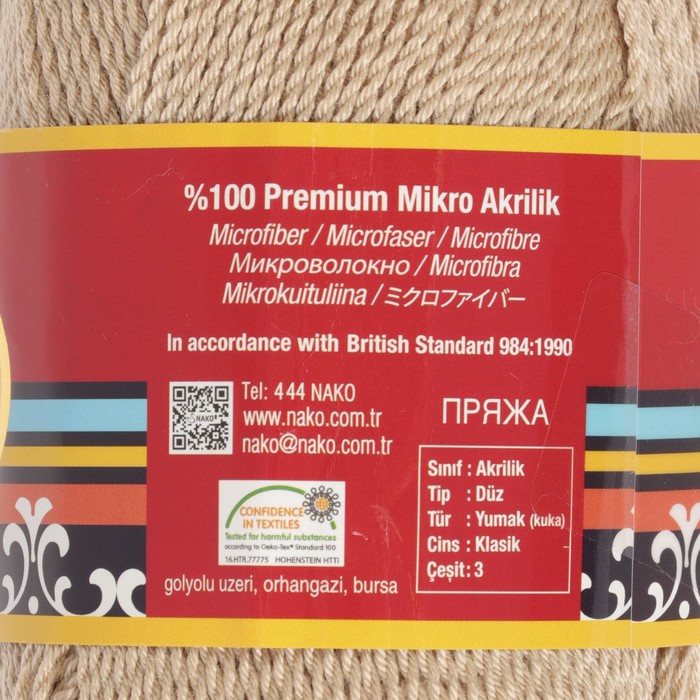 %100 Premium Mikro Akrilik
Microfiber / Microfaser / Microfibre
Микроволокно / Microfibra
Mikrokuituliina / ミクロファイバー
In accordance with British Standard 984:1990
NAKO
Tel: 444 NAKO
www.nako.com.tr
nako@nako.com.tr
ПРЯЖА
CONFIDENCE
IN TEXTILES
Tested for harmful substances
according to Oeko-Tex® Standard 100
16.HTR.77775 HOHENSTEIN HTTI
golyolu uzeri, orhangazi, bursa
Sınıf : Akrilik
Tip : Düz
Tür : Yumak (kuka)
Cins : Klasik
Çeşit : 3